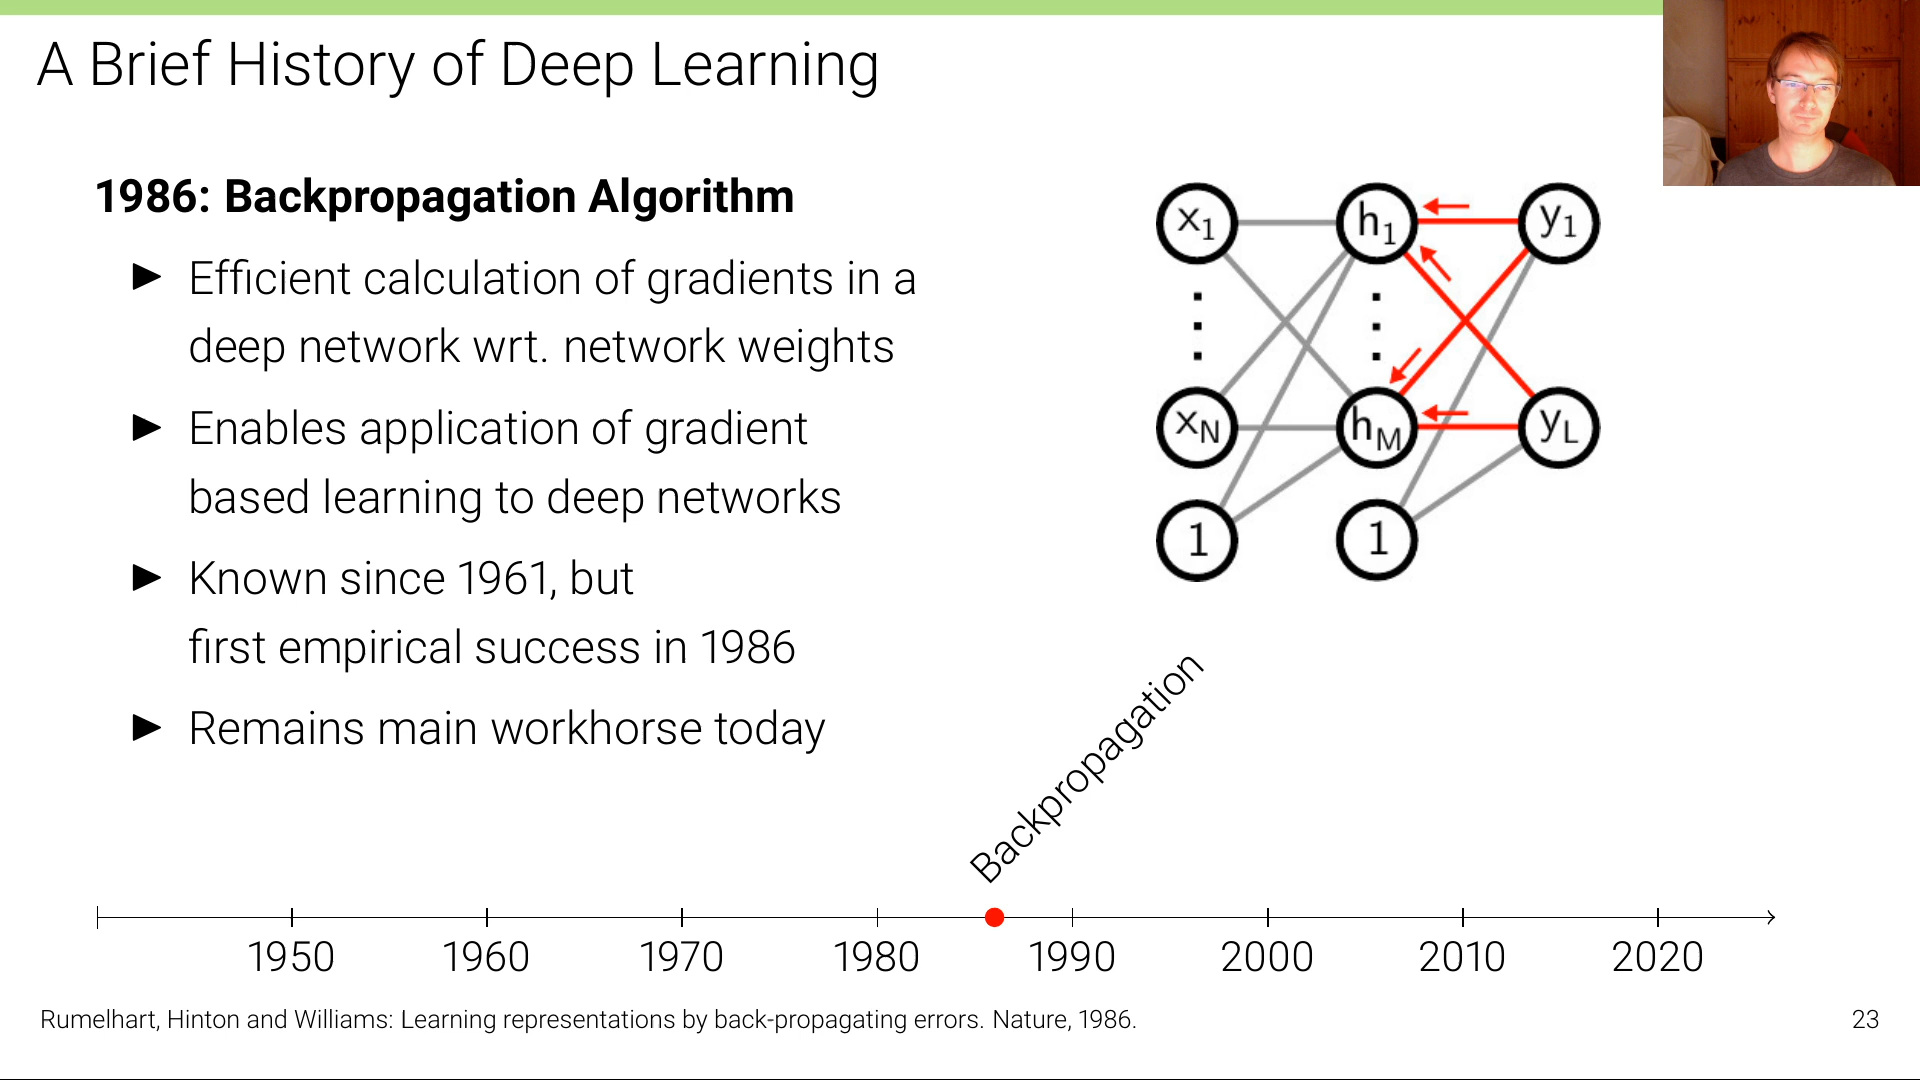 A Brief History of Deep Learning
1986: Backpropagation Algorithm
► Efficient calculation of gradients in a
deep network wrt. network weights
► Enables application of gradient
based learning to deep networks
► Known since 1961, but
first empirical success in 1986
► Remains main workhorse today
x1 h1 y1
xN hM yL
1 1
Backpropagation
1950 1960 1970 1980 1990 2000 2010 2020
Rumelhart, Hinton and Williams: Learning representations by back-propagating errors. Nature, 1986.
23